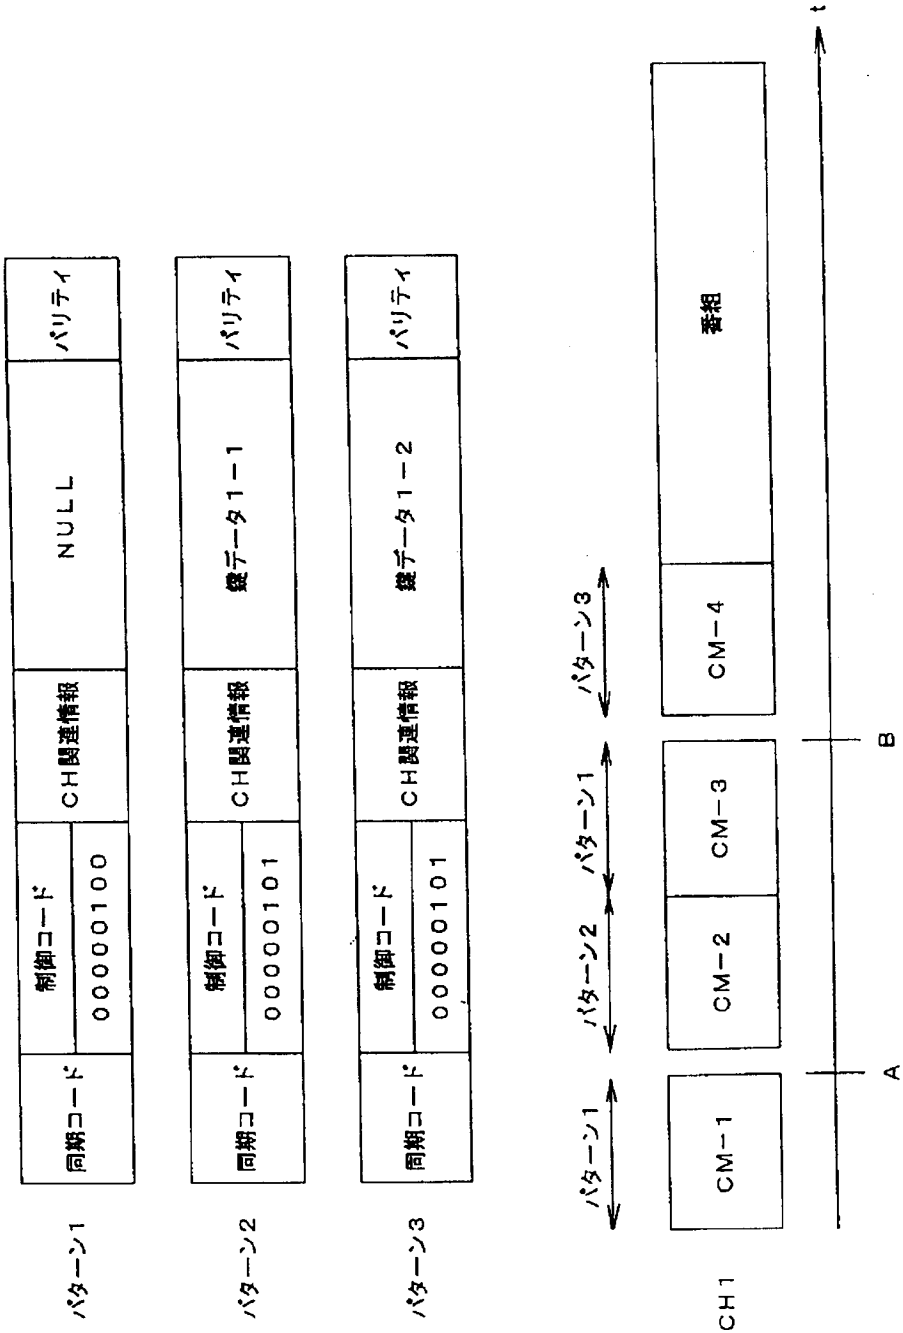 パターン1
同期コード
制御コード
00000100
CH関連情報
NULL
パリティ
パターン2
同期コード
制御コード
00000101
CH関連情報
鍵データ1-1
パリティ
パターン3
同期コード
制御コード
00000101
CH関連情報
鍵データ1-2
パリティ
パターン1
パターン2
パターン1
パターン3
CH1
CM-1
CM-2
CM-3
CM-4
番組
t
A
B